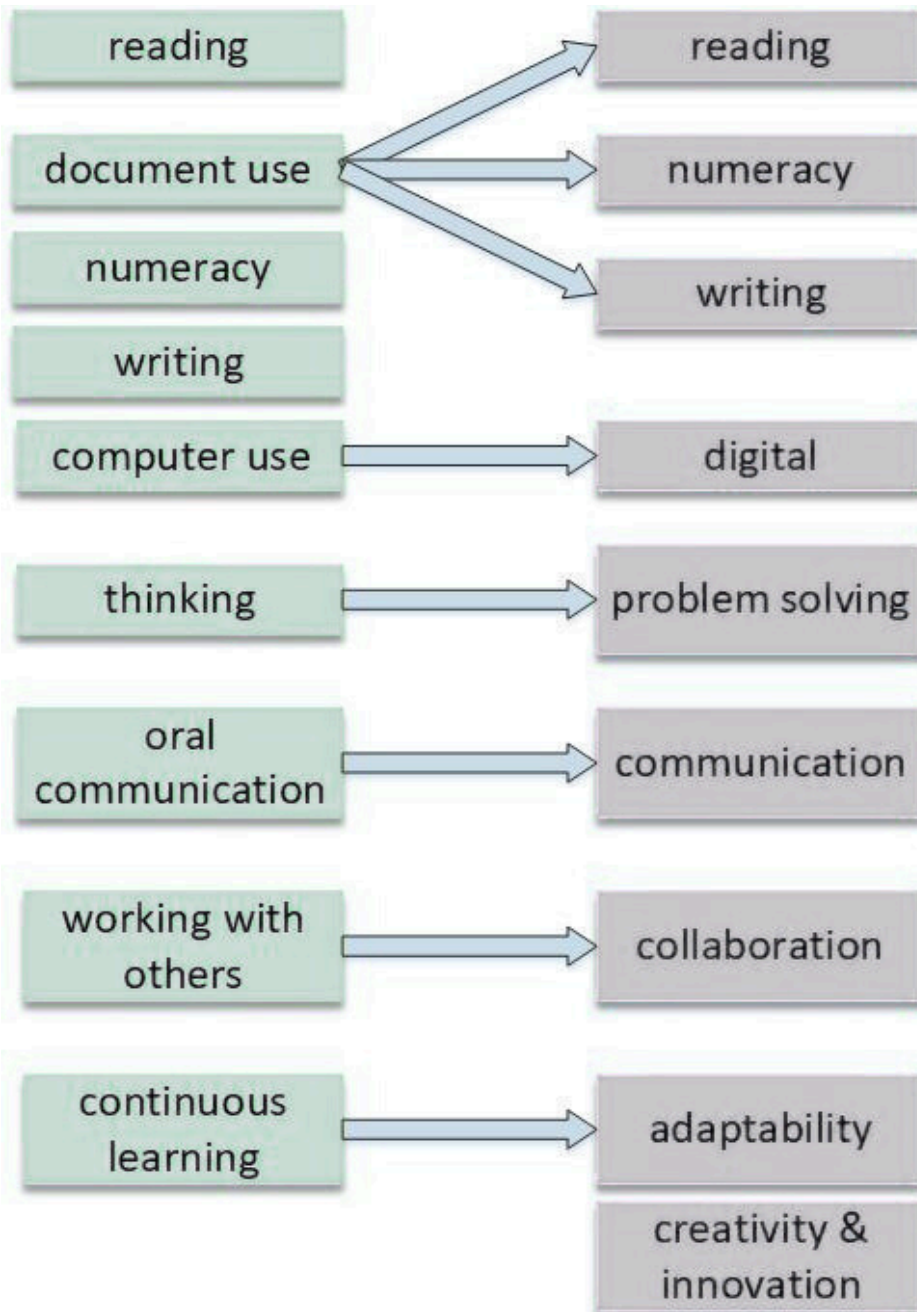 reading
reading
document use
numeracy
numeracy
writing
writing
computer use
digital
thinking
problem solving
oral
communication
communication
working with
others
collaboration
continuous
learning
adaptability
creativity &
innovation